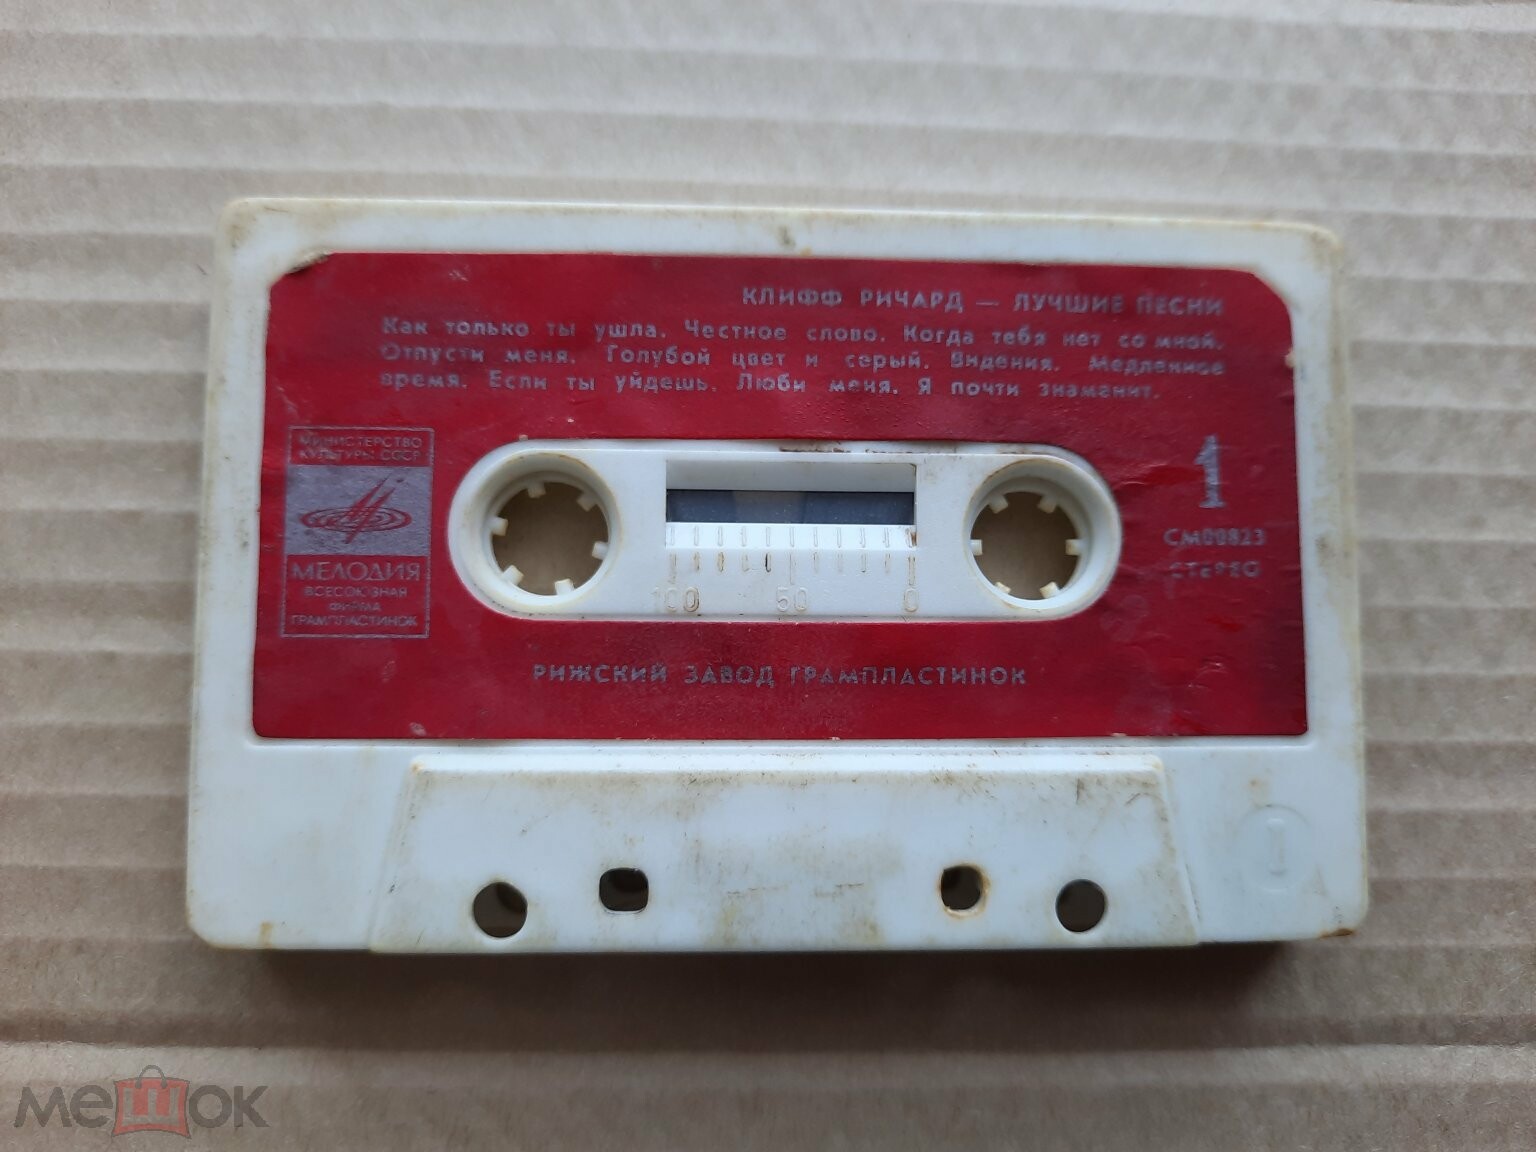 КЛИФФ РИЧАРД — ЛУЧШИЕ ПЕСНИ
Как только ты ушла. Честное слово. Когда тебя нет со мной.
Отпусти меня. Голубой цвет и серый. Видения. Медленное
время. Если ты уйдешь. Люби меня. Я почти знаменит.
МИНИСТЕРСТВО
КУЛЬТУРЫ СССР
МЕЛОДИЯ
ВСЕСОЮЗНАЯ
ФИРМА
ГРАМПЛАСТИНОК
1
СМ00823
СТЕРЕО
100 50 0
РИЖСКИЙ ЗАВОД ГРАМПЛАСТИНОК
1
мешок